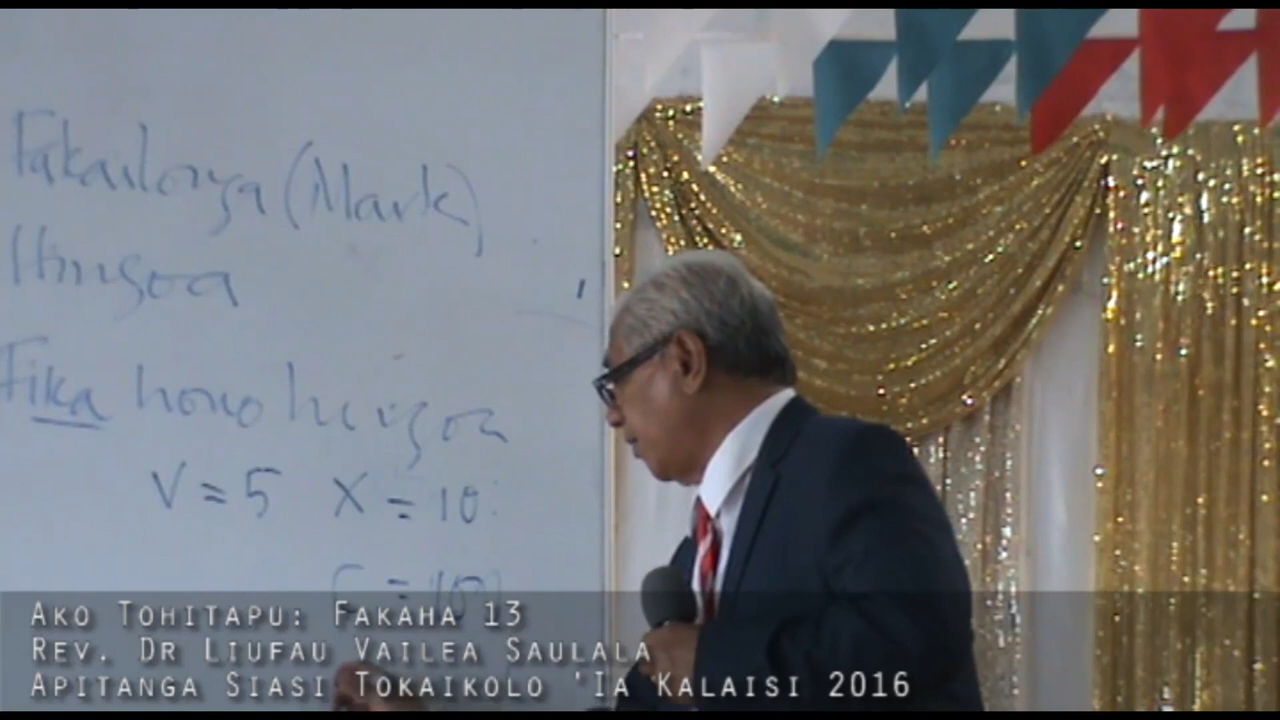 Fakailonga (Mark)
Hingoa
Fika hono hingoa
V = 5 X = 10
C = 100
AKO TOHITAPU: FAKAHA 13
REV. DR LIUFAU VAILEA SAULALA
APITANGA SIASI TOKAIKOLO 'IA KALAISI 2016